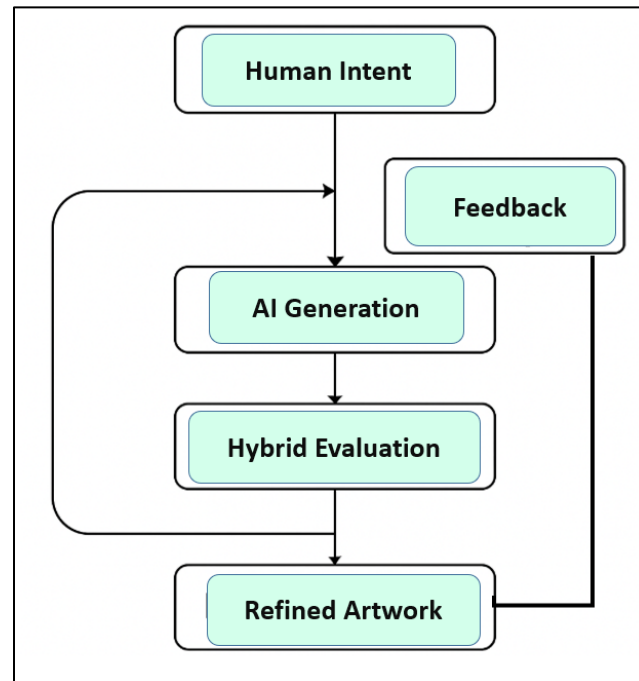 Human Intent
Feedback
AI Generation
Hybrid Evaluation
Refined Artwork